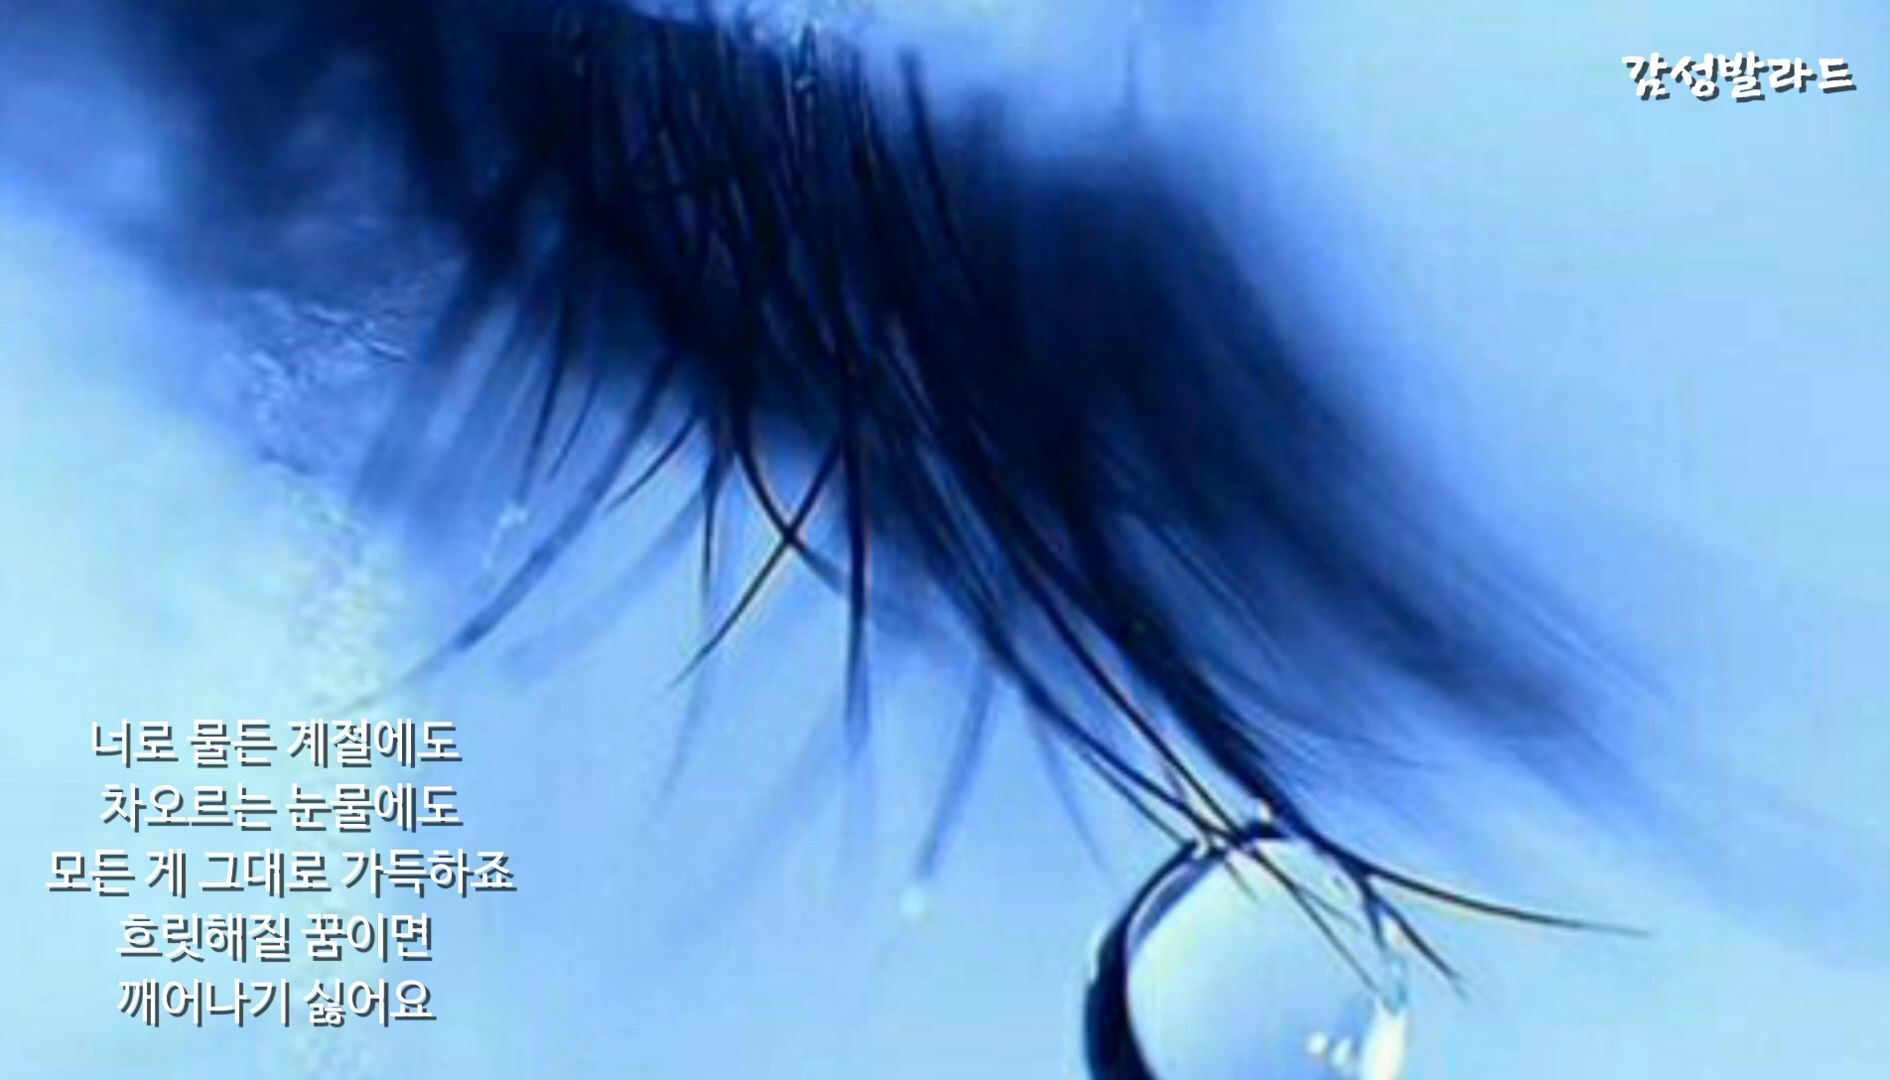 감성발라드
너로 물든 계절에도
차오르는 눈물에도
모든 게 그대로 가득하죠
흐릿해질 꿈이면
깨어나기 싫어요